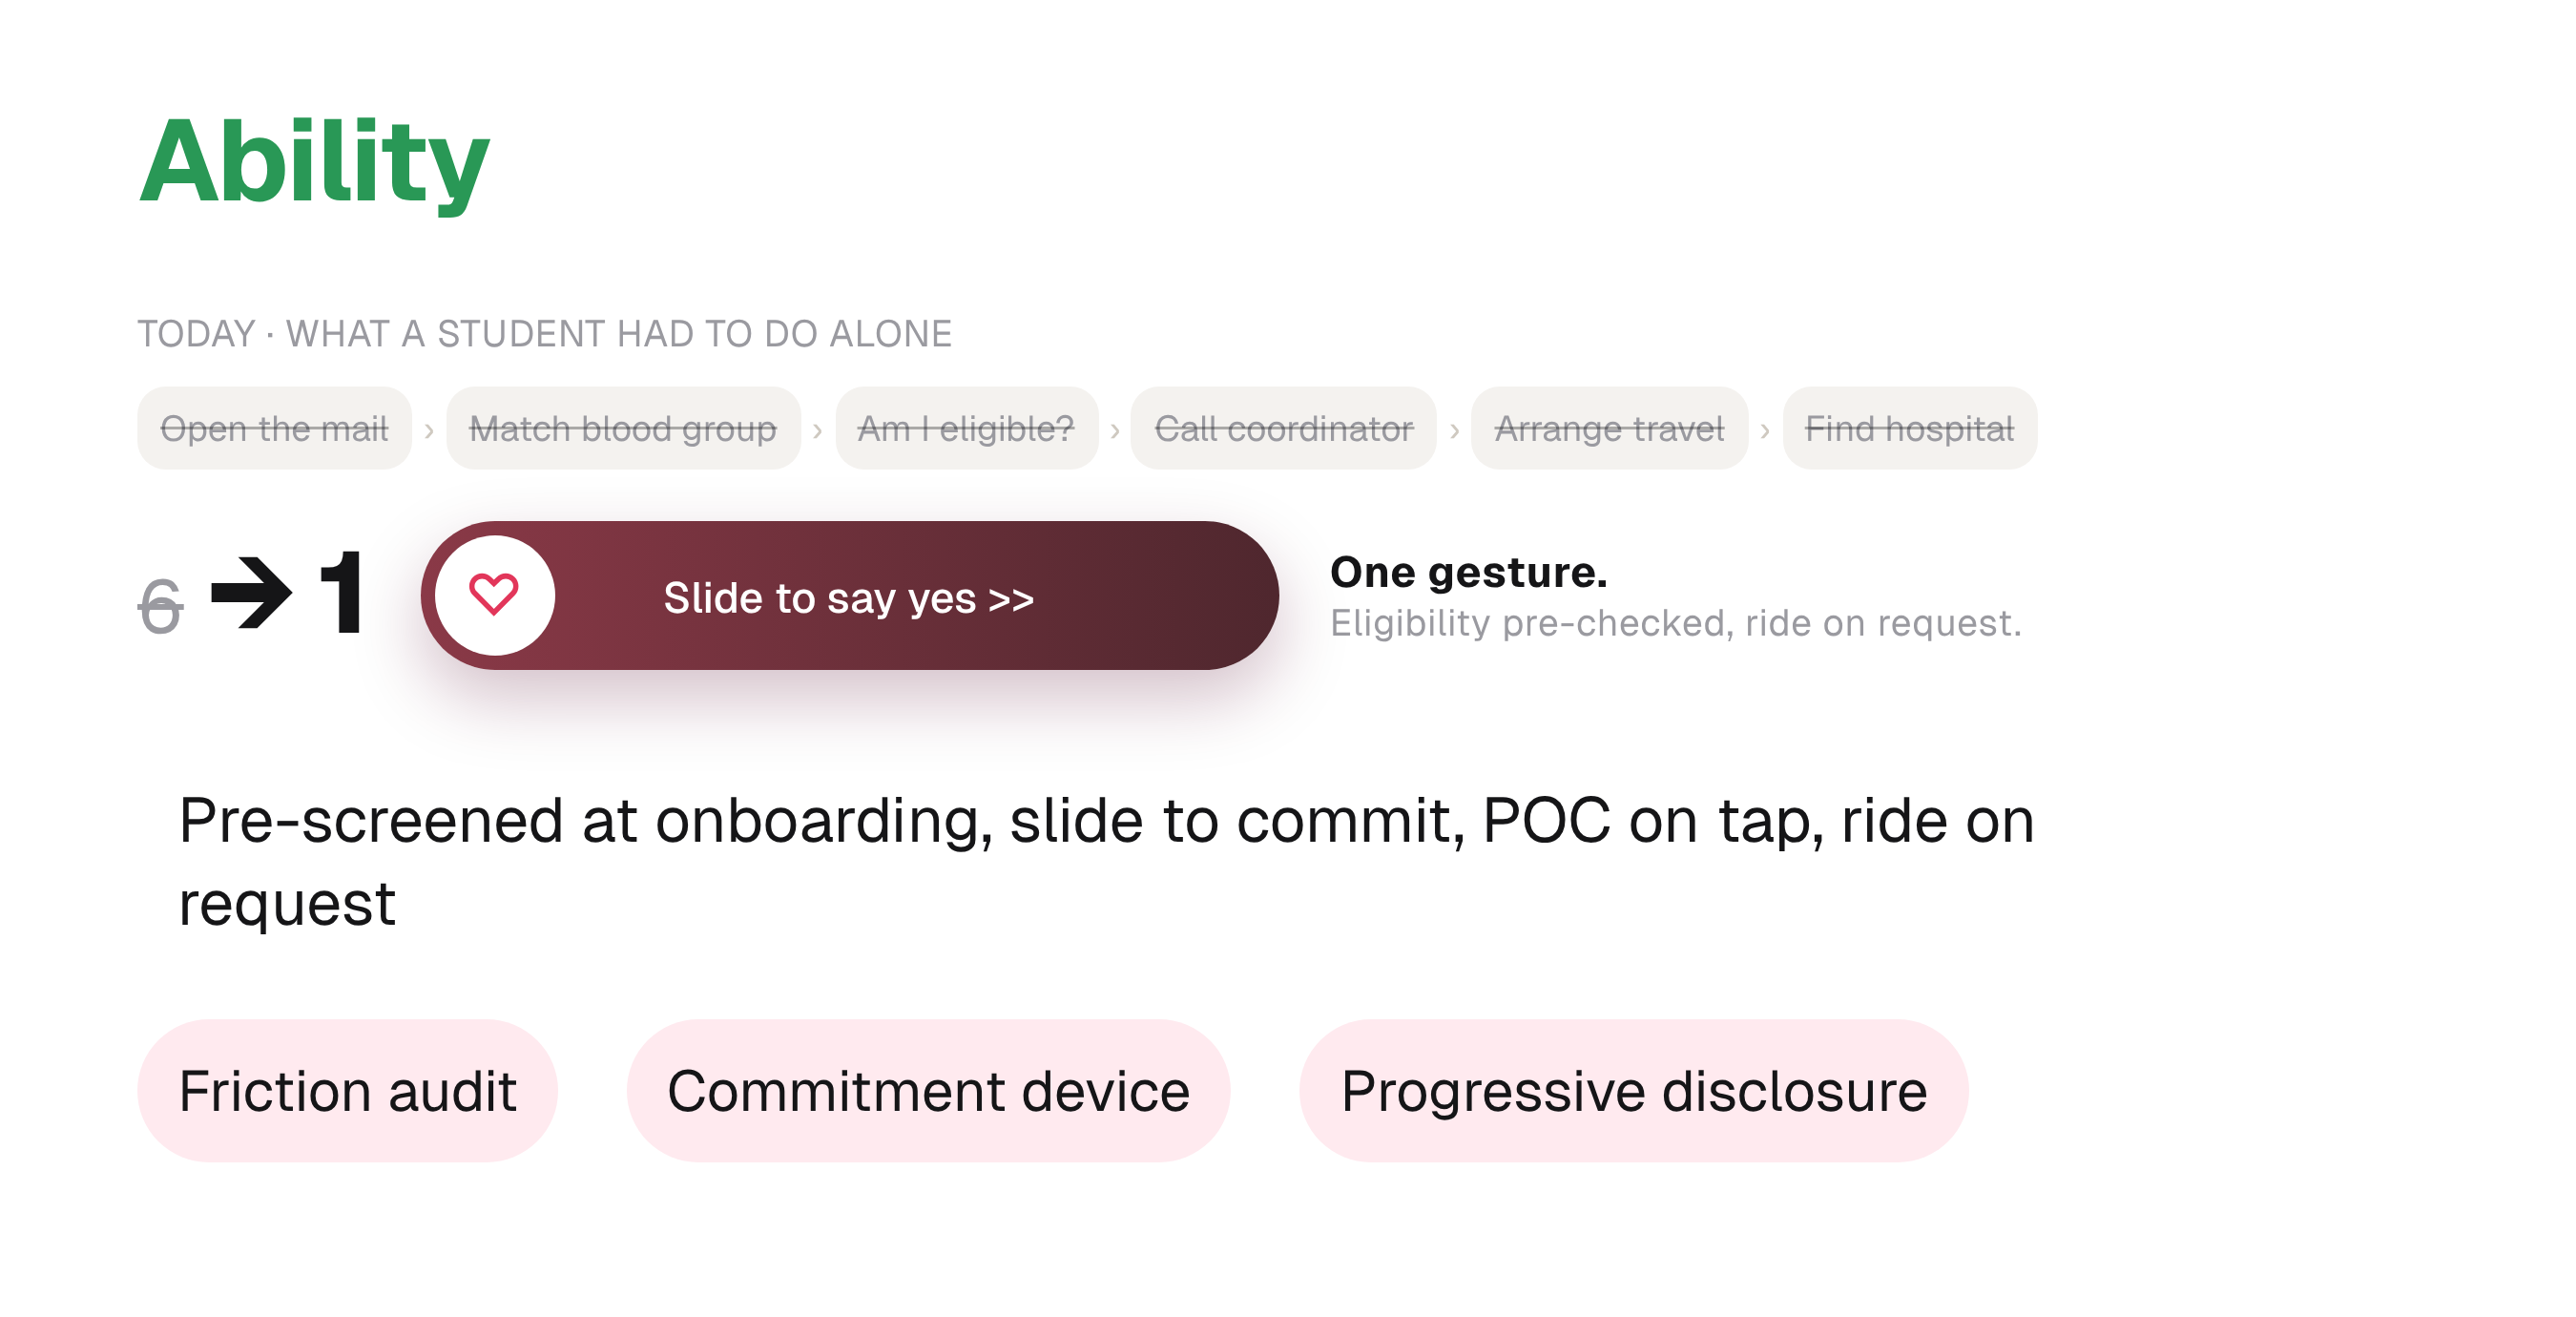 Ability
TODAY · WHAT A STUDENT HAD TO DO ALONE
Open the mail › Match blood group › Am I eligible? › Call coordinator › Arrange travel › Find hospital
6 → 1
Slide to say yes >>
One gesture.
Eligibility pre-checked, ride on request.
Pre-screened at onboarding, slide to commit, POC on tap, ride on
request
Friction audit Commitment device Progressive disclosure